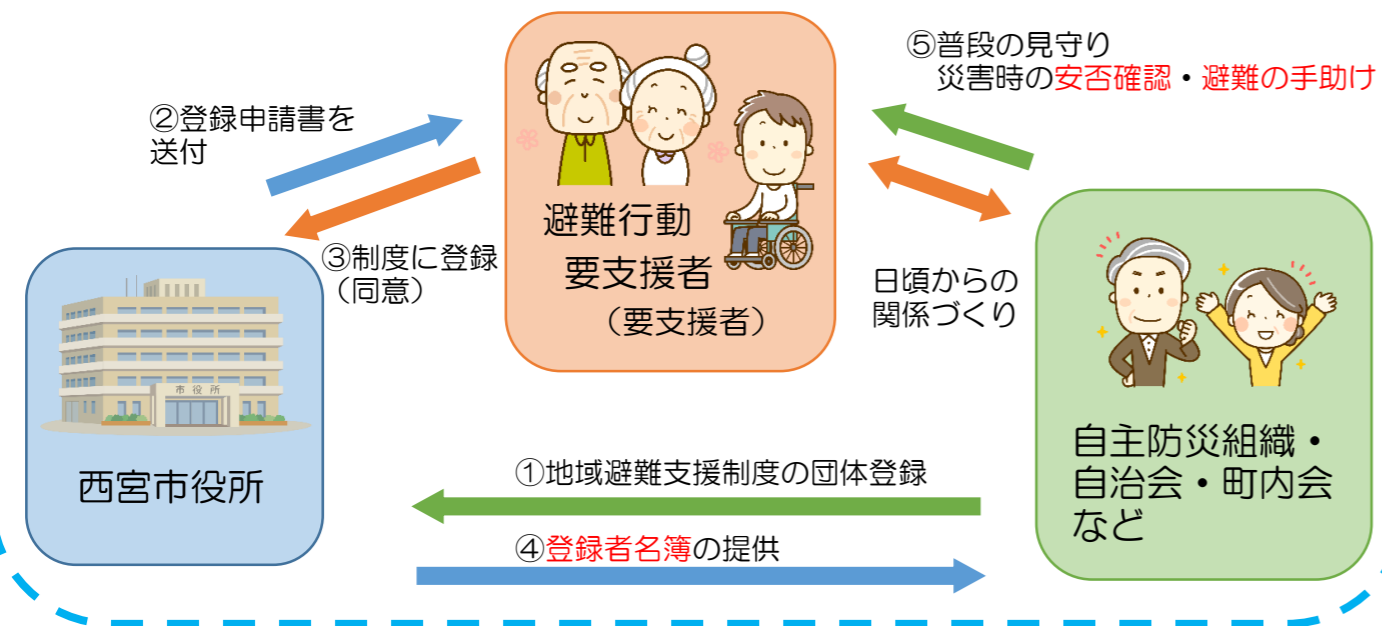 ⑤普段の見守り
災害時の安否確認・避難の手助け
②登録申請書を
送付
避難行動
要支援者
（要支援者）
③制度に登録
（同意）
日頃からの
関係づくり
市役所
西宮市役所
自主防災組織・
自治会・町内会
など
①地域避難支援制度の団体登録
④登録者名簿の提供